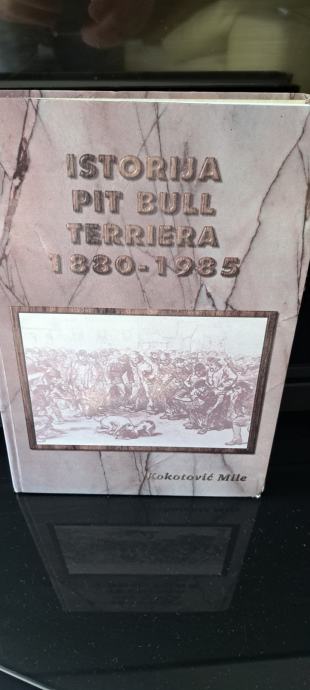 ISTORIJA
PIT BULL
TERRIERA
1880-1985
Kokotović Mile